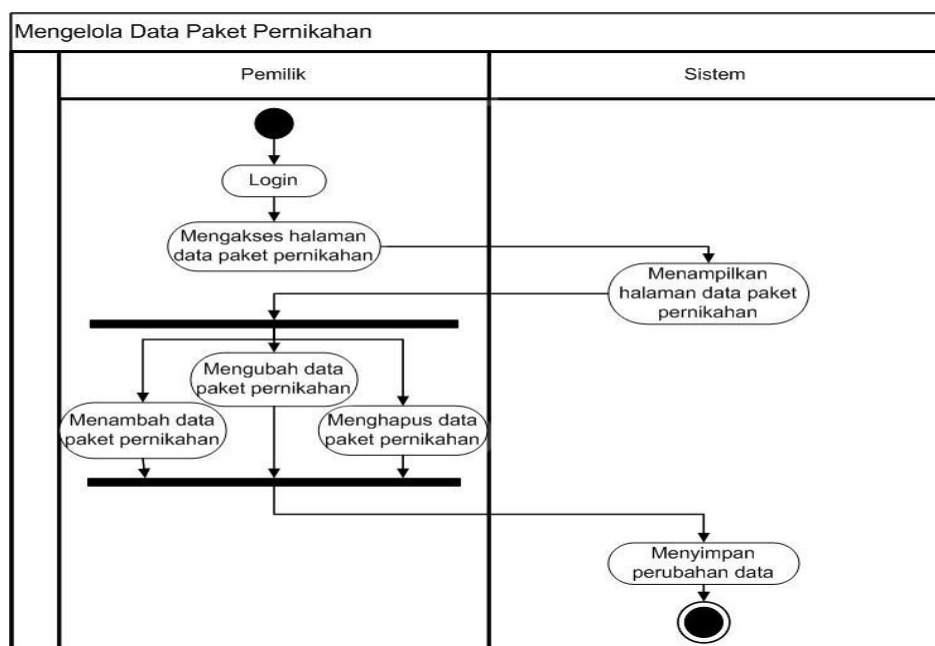 Mengelola Data Paket Pernikahan
Pemilik
Sistem
Login
Mengakses halaman
data paket pernikahan
Menampilkan
halaman data paket
pernikahan
Mengubah data
paket pernikahan
Menambah data
paket pernikahan
Menghapus data
paket pernikahan
Menyimpan
perubahan data